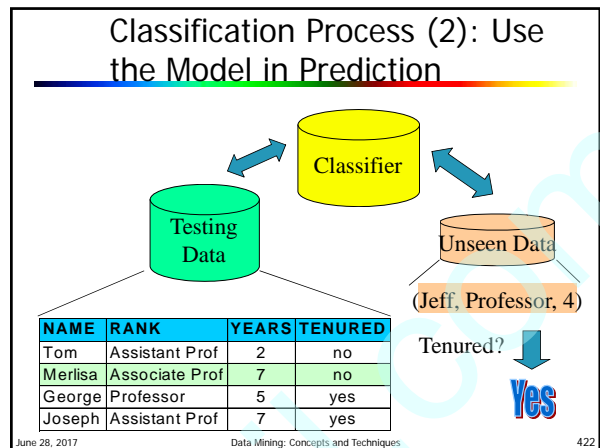 Classification Process (2): Use
the Model in Prediction
Classifier
Testing
Data
Unseen Data
(Jeff, Professor, 4)
NAME RANK YEARS TENURED
Tom Assistant Prof 2 no
Merlisa Associate Prof 7 no
George Professor 5 yes
Joseph Assistant Prof 7 yes
Tenured?
Yes
June 28, 2017 Data Mining: Concepts and Techniques 422